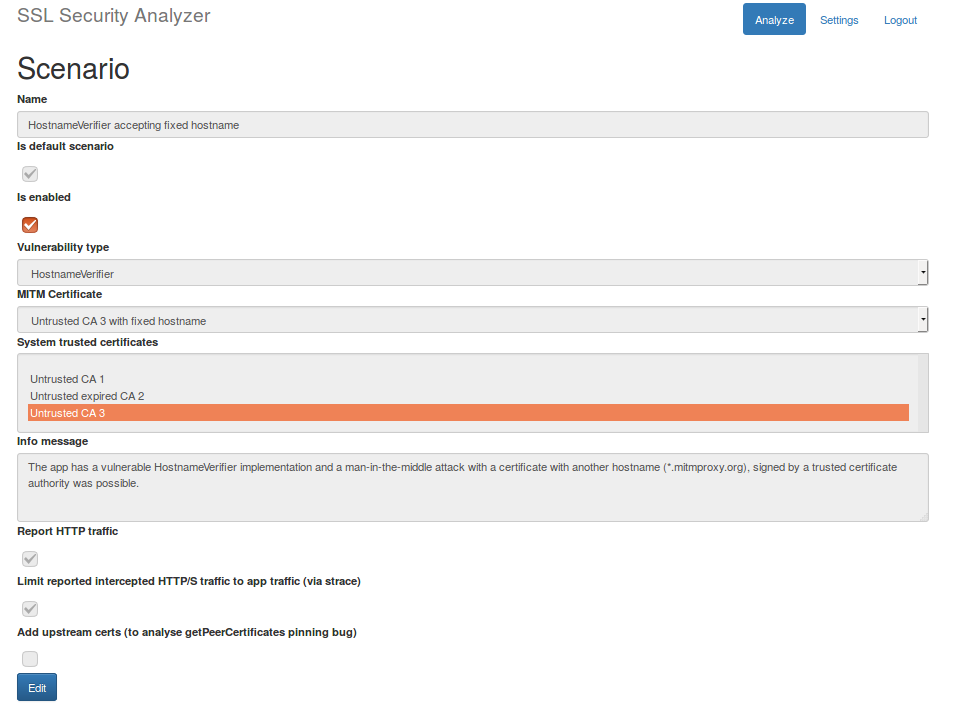 SSL Security Analyzer
Analyze Settings Logout
Scenario
Name
HostnameVerifier accepting fixed hostname
Is default scenario
Is enabled
Vulnerability type
HostnameVerifier
MITM Certificate
Untrusted CA 3 with fixed hostname
System trusted certificates
Untrusted CA 1
Untrusted expired CA 2
Untrusted CA 3
Info message
The app has a vulnerable HostnameVerifier implementation and a man-in-the-middle attack with a certificate with another hostname (*.mitmproxy.org), signed by a trusted certificate
authority was possible.
Report HTTP traffic
Limit reported intercepted HTTP/S traffic to app traffic (via strace)
Add upstream certs (to analyse getPeerCertificates pinning bug)
Edit